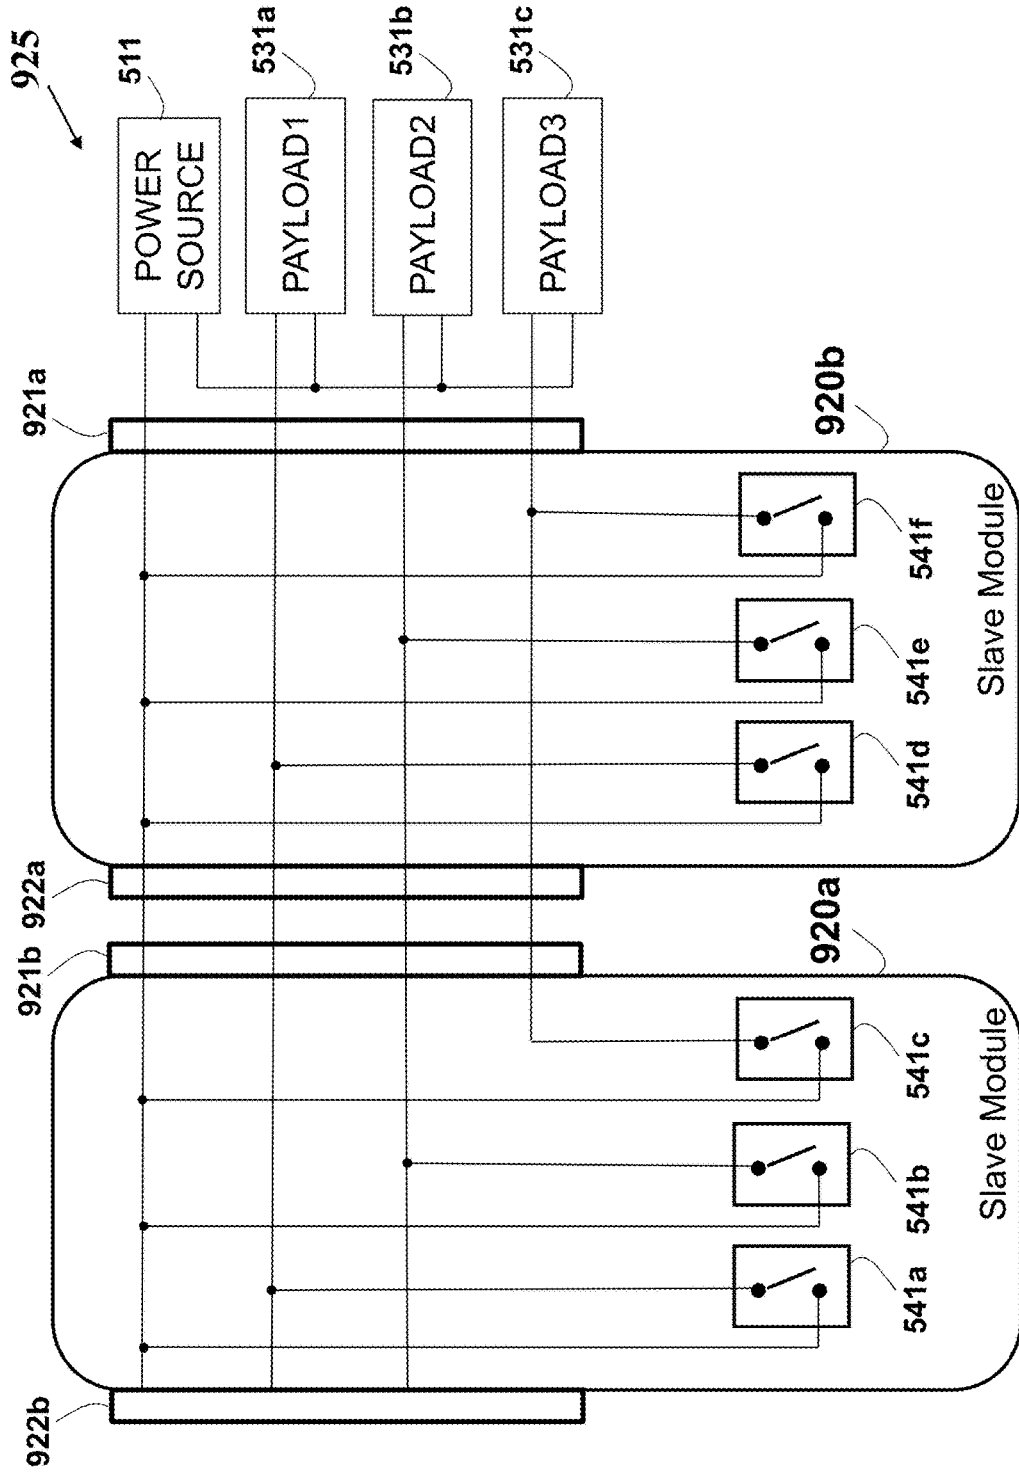 925
511
531a
531b
531c
POWER
SOURCE
PAYLOAD1
PAYLOAD2
PAYLOAD3
921a
920b
541f
541e
541d
Slave Module
922a
921b
920a
541c
541b
541a
Slave Module
922b